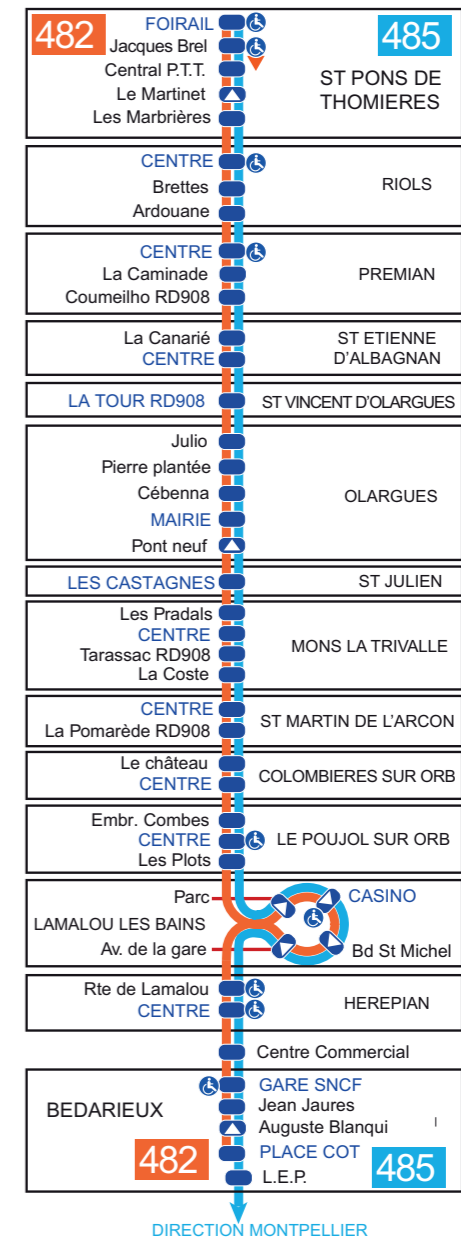 482
485
FOIRAIL
Jacques Brel
Central P.T.T.
Le Martinet
Les Marbrières
ST PONS DE
THOMIERES
CENTRE
Brettes
Ardouane
RIOLS
CENTRE
La Caminade
Coumeilho RD908
PREMIAN
La Canarié
CENTRE
ST ETIENNE
D'ALBAGNAN
LA TOUR RD908
ST VINCENT D'OLARGUES
Julio
Pierre plantée
Cébenna
MAIRIE
Pont neuf
OLARGUES
LES CASTAGNES
ST JULIEN
Les Pradals
CENTRE
Tarassac RD908
La Coste
MONS LA TRIVALLE
CENTRE
La Pomarède RD908
ST MARTIN DE L'ARCON
Le château
CENTRE
COLOMBIERES SUR ORB
Embr. Combes
CENTRE
Les Plots
LE POUJOL SUR ORB
Parc
CASINO
LAMALOU LES BAINS
Av. de la gare
Bd St Michel
Rte de Lamalou
CENTRE
HEREPIAN
Centre Commercial
BEDARIEUX
GARE SNCF
Jean Jaures
Auguste Blanqui
PLACE COT
L.E.P.
482
485
DIRECTION MONTPELLIER